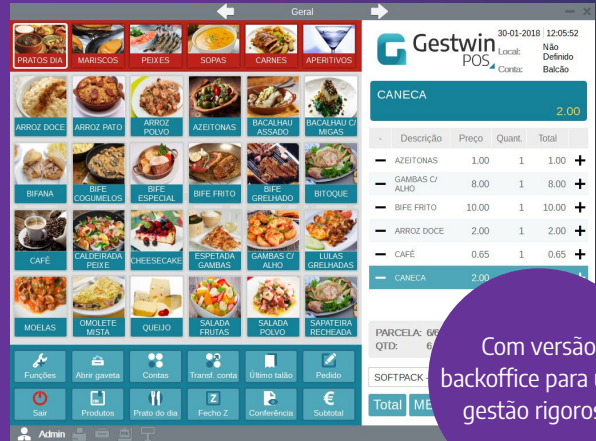 Geral
PRATOS DIA MARISCOS PEIXES SOPAS CARNES APERITIVOS
ARROZ DOCE ARROZ PATO ARROZ POLVO AZEITONAS BACALHAU ASSADO BACALHAU C/ MIGAS
BIFANA BIFE COGUMELOS BIFE ESPECIAL BIFE FRITO BIFE GRELHADO BITOQUE
CAFÉ CALDEIRADA PEIXE CHEESECAKE ESPETADA GAMBAS GAMBAS C/ ALHO LULAS GRELHADAS
MOELAS OMOLETE MISTA QUEIJO SALADA FRUTAS SALADA POLVO SAPATEIRA RECHEADA
Funções Abrir gaveta Contas Transf. conta Último talão Pedido
Sair Produtos Prato do dia Fecho Z Conferência Subtotal
Admin
Gestwin
POS
30-01-2018 12:05:52
Local: Não Definido
Conta: Balcão
CANECA
2.00
- Descrição Preço Quant. Total
− AZEITONAS 1.00 1 1.00 +
− GAMBAS C/ ALHO 8.00 1 8.00 +
− BIFE FRITO 10.00 1 10.00 +
− ARROZ DOCE 2.00 1 2.00 +
− CAFÉ 0.65 1 0.65 +
− CANECA 2.00
PARCELA: 6/6
QTD: 6
SOFTPACK -
Total
Com versão
backoffice para
gestão